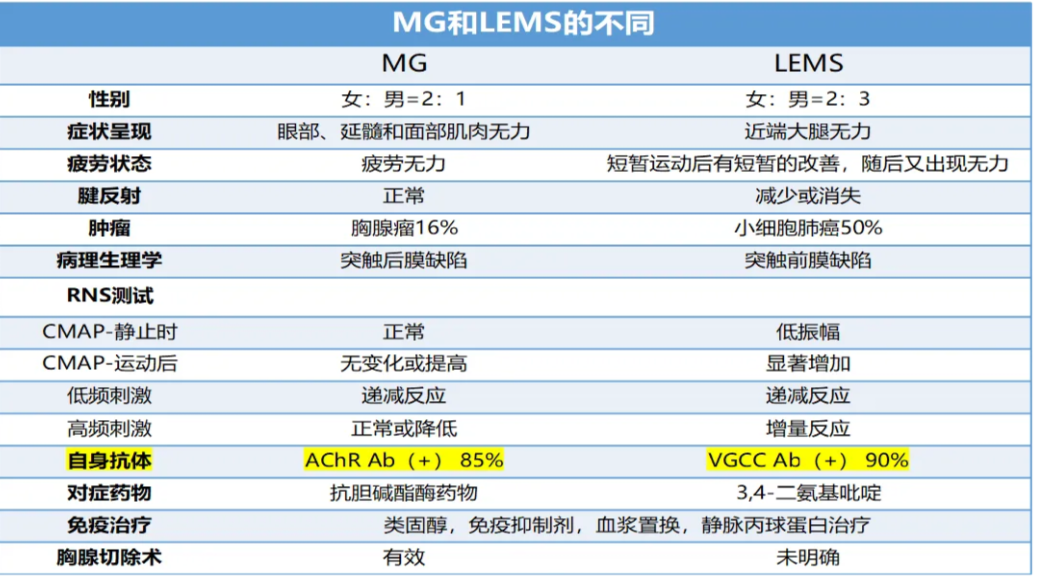 MG和LEMS的不同
MG LEMS
性别 女：男=2：1 女：男=2：3
症状呈现 眼部、延髓和面部肌肉无力 近端大腿无力
疲劳状态 疲劳无力 短暂运动后有短暂的改善，随后又出现无力
腱反射 正常 减少或消失
肿瘤 胸腺瘤16% 小细胞肺癌50%
病理生理学 突触后膜缺陷 突触前膜缺陷
RNS测试
CMAP-静止时 正常 低振幅
CMAP-运动后 无变化或提高 显著增加
低频刺激 递减反应 递减反应
高频刺激 正常或降低 增量反应
自身抗体 AChR Ab（+） 85% VGCC Ab（+） 90%
对症药物 抗胆碱酯酶药物 3,4-二氨基吡啶
免疫治疗 类固醇，免疫抑制剂，血浆置换，静脉丙球蛋白治疗
胸腺切除术 有效 未明确